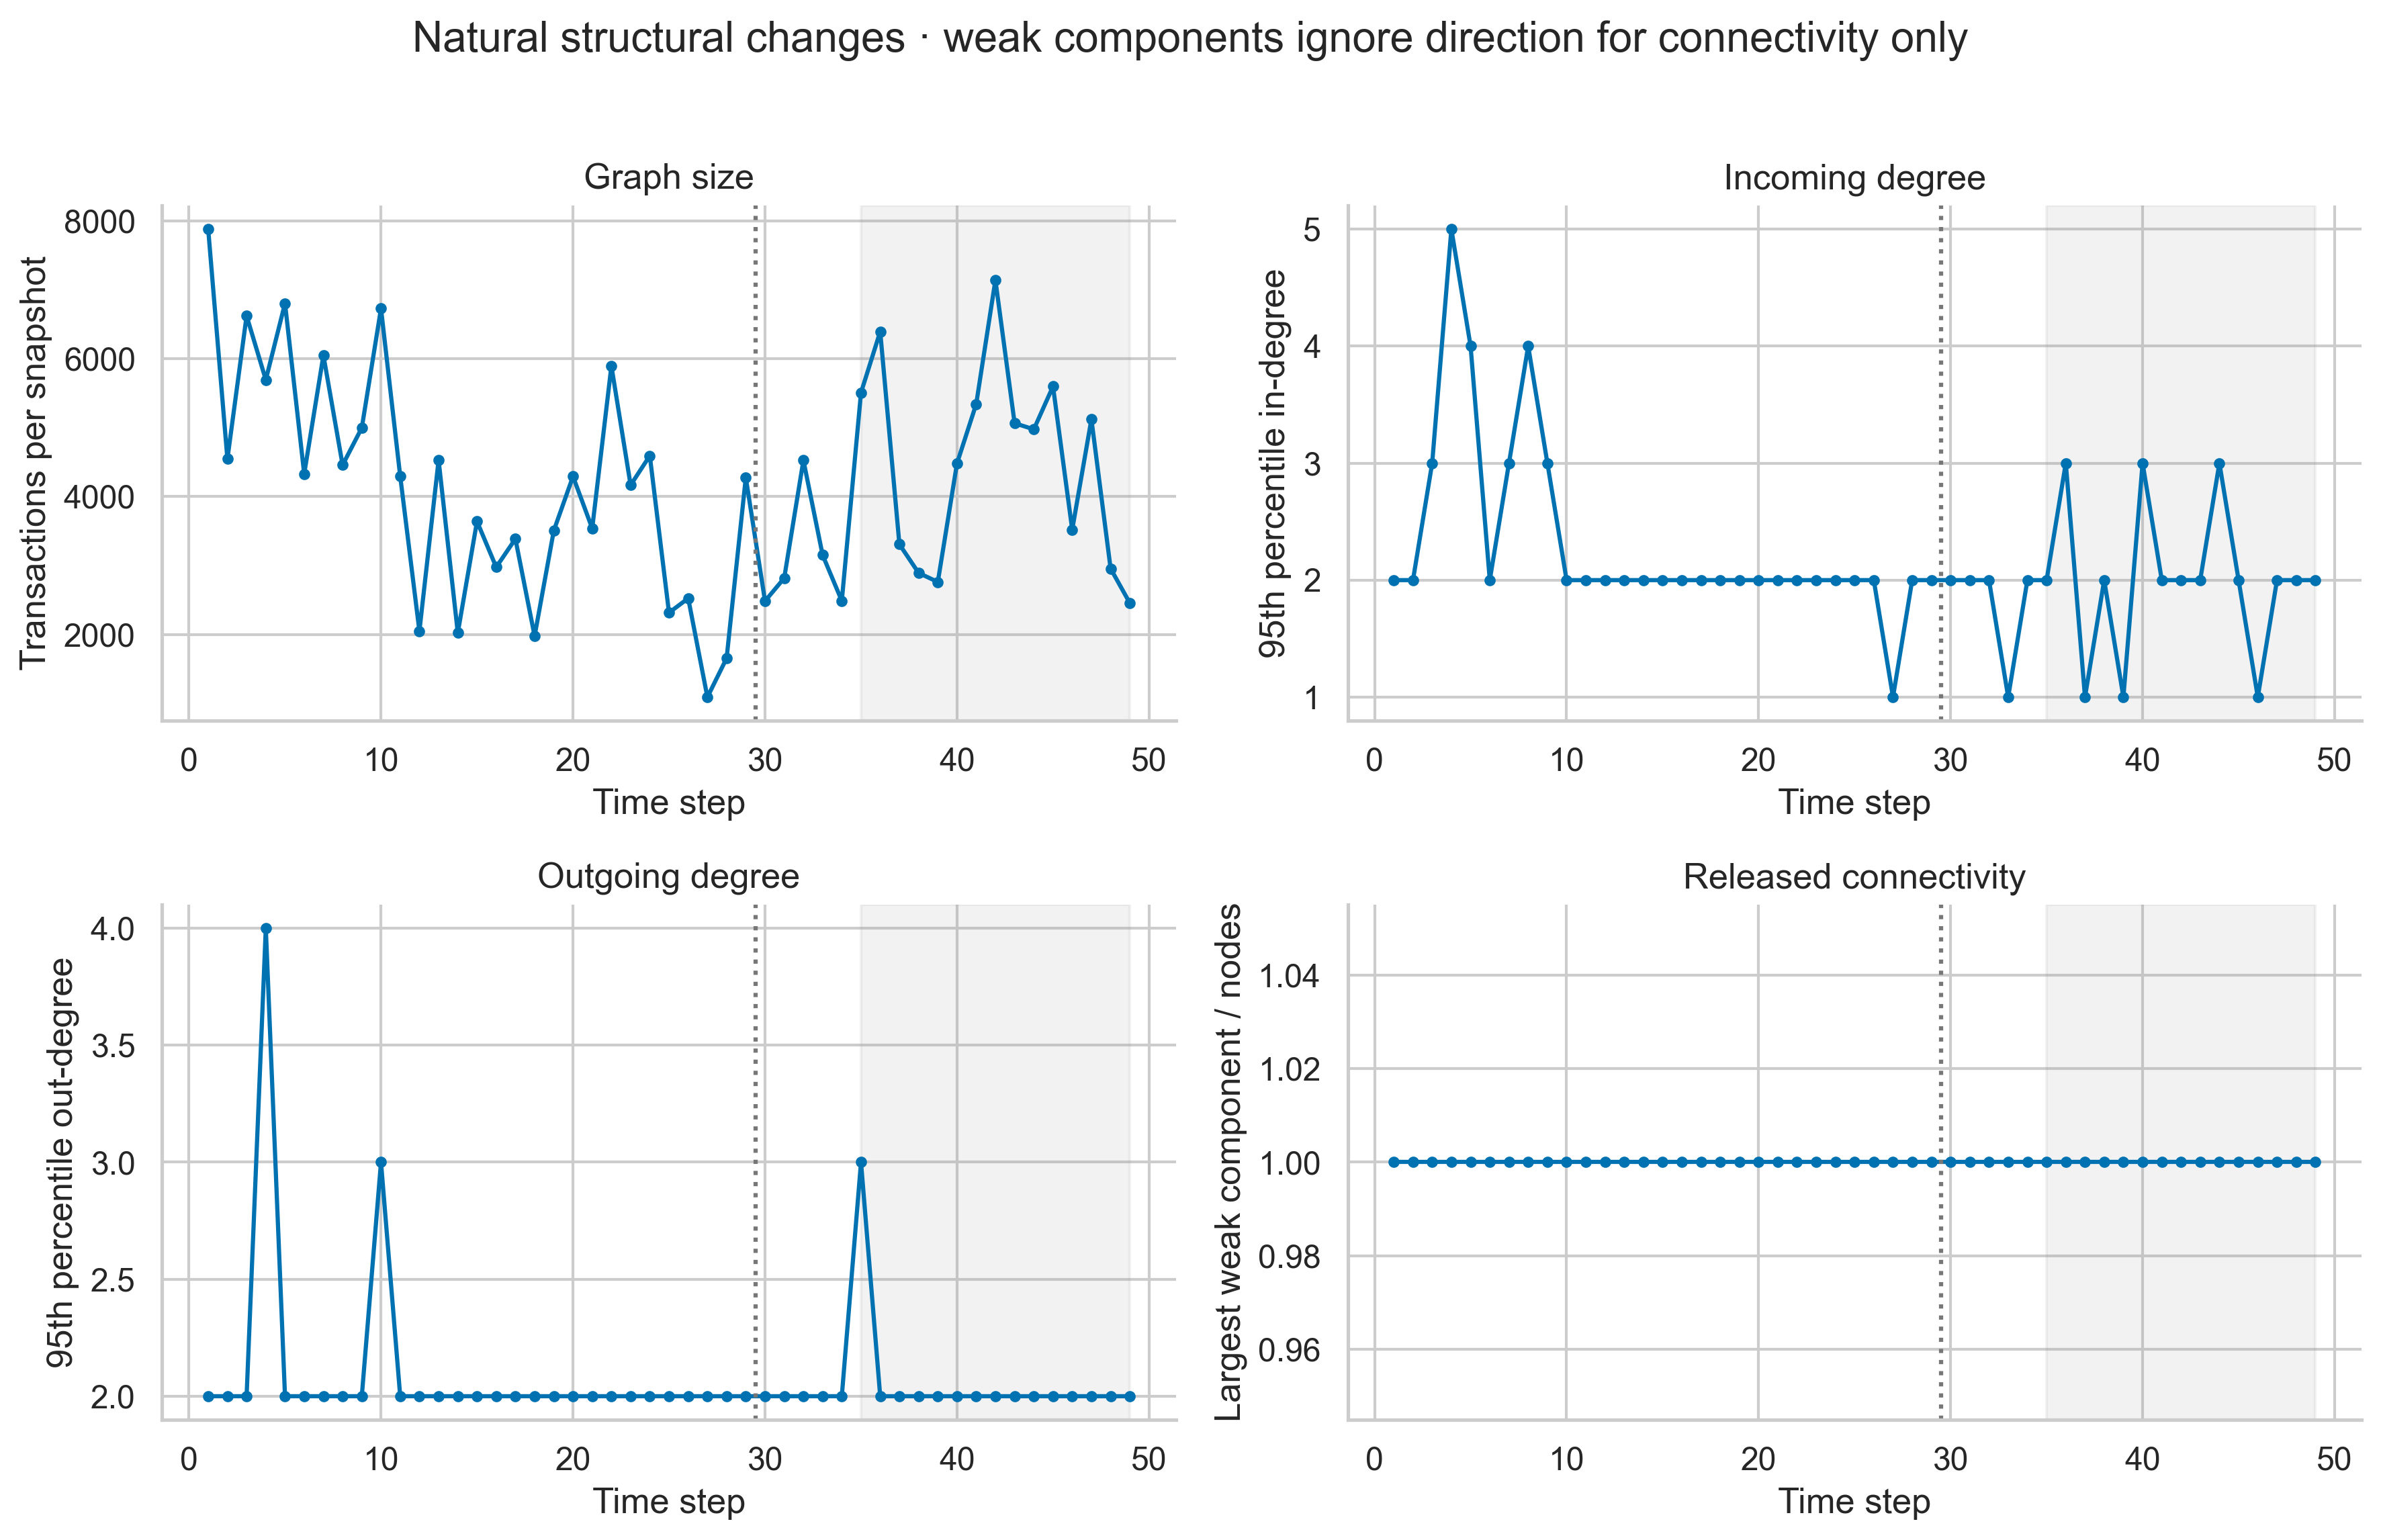 Natural structural changes · weak components ignore direction for connectivity only
Graph size
Transactions per snapshot
8000
6000
4000
2000
0 10 20 30 40 50
Time step
Incoming degree
95th percentile in-degree
5
4
3
2
1
0 10 20 30 40 50
Time step
Outgoing degree
95th percentile out-degree
4.0
3.5
3.0
2.5
2.0
0 10 20 30 40 50
Time step
Released connectivity
Largest weak component / nodes
1.04
1.02
1.00
0.98
0.96
0 10 20 30 40 50
Time step